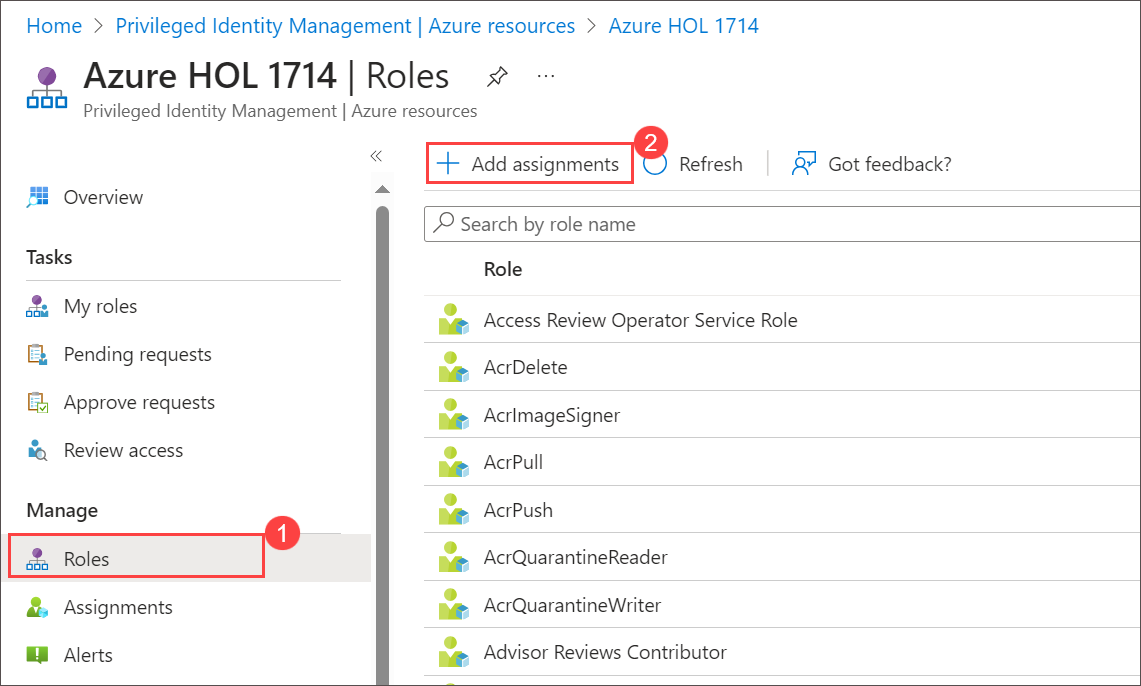 Home > Privileged Identity Management | Azure resources > Azure HOL 1714
Azure HOL 1714 | Roles ...
Privileged Identity Management | Azure resources
«
Overview
Tasks
My roles
Pending requests
Approve requests
Review access
Manage
Roles 1
Assignments
Alerts
+ Add assignments 2 Refresh | Got feedback?
Search by role name
Role
Access Review Operator Service Role
AcrDelete
AcrImageSigner
AcrPull
AcrPush
AcrQuarantineReader
AcrQuarantineWriter
Advisor Reviews Contributor